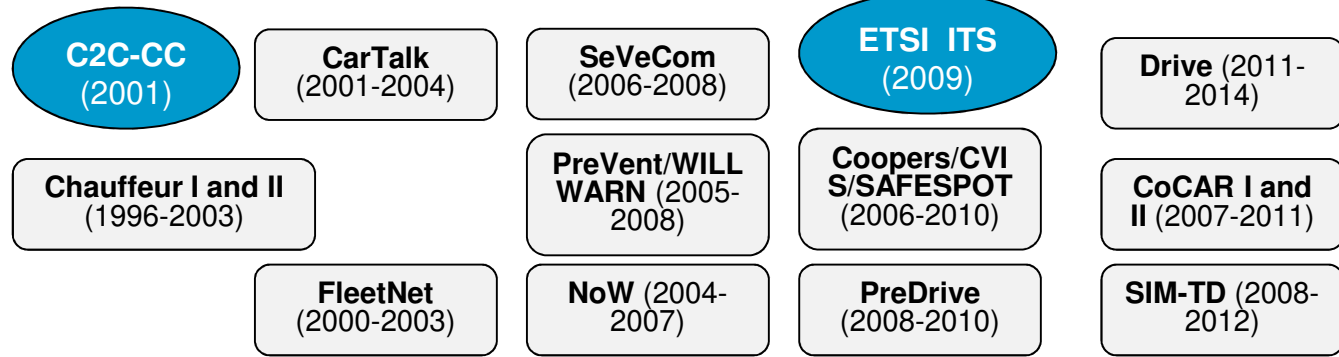 C2C-CC
(2001)
CarTalk
(2001-2004)
SeVeCom
(2006-2008)
ETSI ITS
(2009)
Drive (2011-
2014)
Chauffeur I and II
(1996-2003)
PreVent/WILL
WARN (2005-
2008)
Coopers/CVI
S/SAFESPOT
(2006-2010)
CoCAR I and
II (2007-2011)
FleetNet
(2000-2003)
NoW (2004-
2007)
PreDrive
(2008-2010)
SIM-TD (2008-
2012)